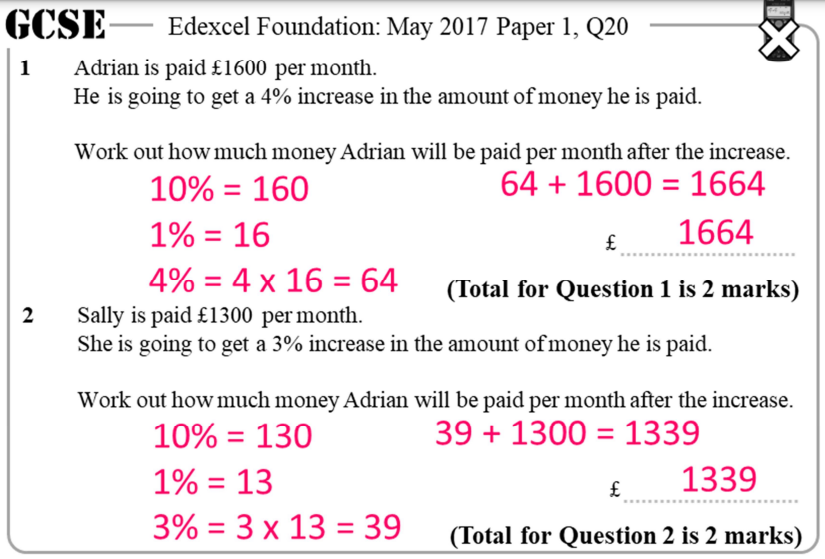 GCSE Edexcel Foundation: May 2017 Paper 1, Q20
1 Adrian is paid £1600 per month.
He is going to get a 4% increase in the amount of money he is paid.
Work out how much money Adrian will be paid per month after the increase.
10% = 160
64 + 1600 = 1664
1% = 16
£ 1664
4% = 4 x 16 = 64
(Total for Question 1 is 2 marks)
2 Sally is paid £1300 per month.
She is going to get a 3% increase in the amount of money he is paid.
Work out how much money Adrian will be paid per month after the increase.
10% = 130
39 + 1300 = 1339
1% = 13
£ 1339
3% = 3 x 13 = 39
(Total for Question 2 is 2 marks)